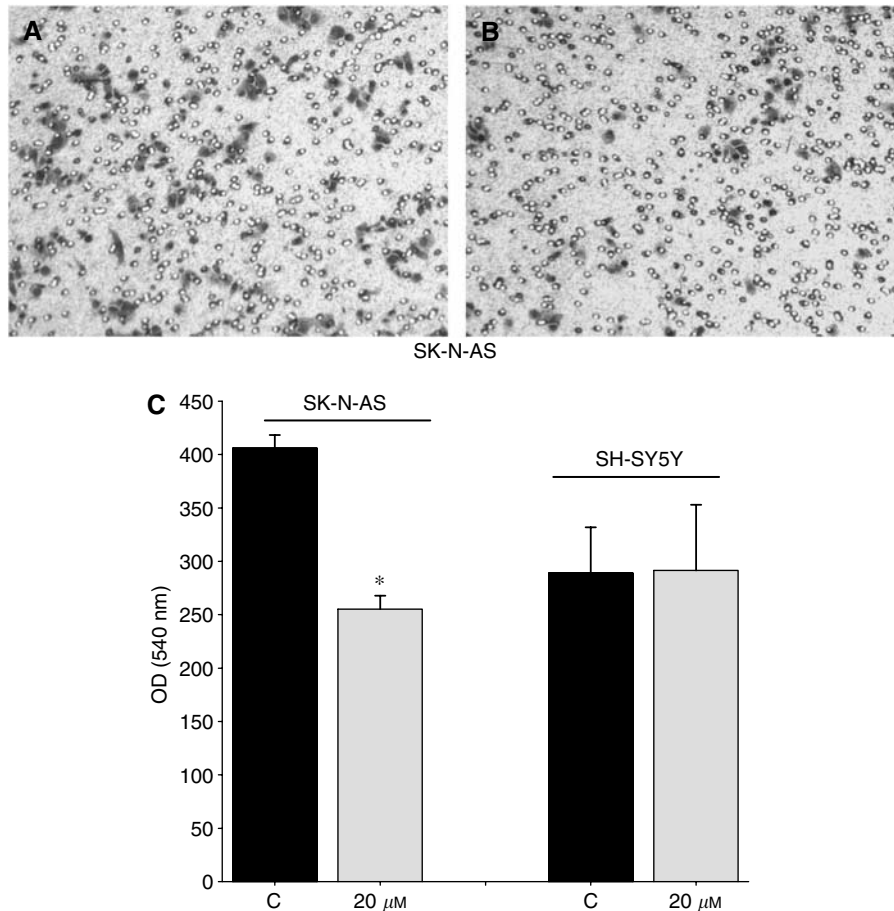 A
B
SK-N-AS
C
SK-N-AS
SH-SY5Y
*
OD (540 nm)
450
400
350
300
250
200
150
100
50
0
C
20 μM
C
20 μM